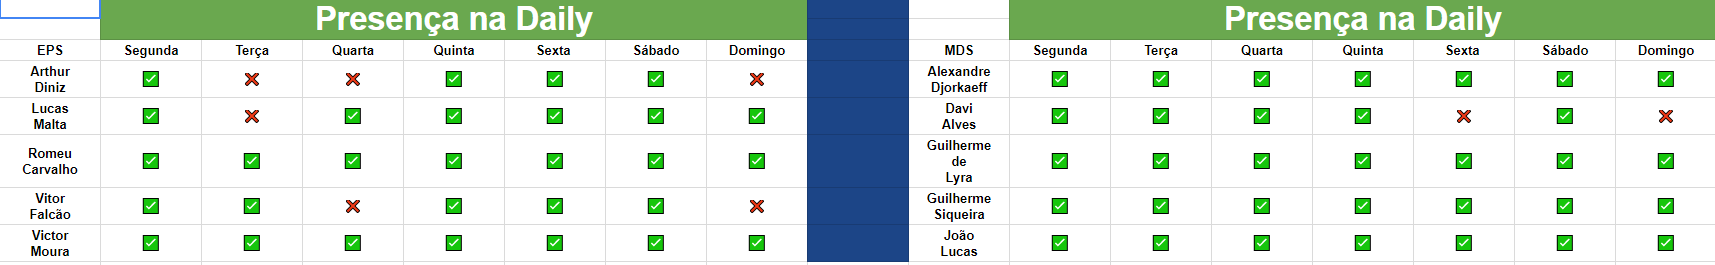 Presença na Daily Presença na Daily
EPS Segunda Terça Quarta Quinta Sexta Sábado Domingo MDS Segunda Terça Quarta Quinta Sexta Sábado Domingo
Arthur
Diniz
✅ ❌ ❌ ✅ ✅ ✅ ❌
Alexandre
Djorkaeff
✅ ✅ ✅ ✅ ✅ ✅ ✅
Lucas
Malta
✅ ❌ ✅ ✅ ✅ ✅ ✅
Davi
Alves
✅ ✅ ✅ ✅ ❌ ✅ ❌
Romeu
Carvalho
✅ ✅ ✅ ✅ ✅ ✅ ✅
Guilherme
de
Lyra
✅ ✅ ✅ ✅ ✅ ✅ ✅
Vitor
Falcão
✅ ✅ ❌ ✅ ✅ ✅ ❌
Guilherme
Siqueira
✅ ✅ ✅ ✅ ✅ ✅ ✅
Victor
Moura
✅ ✅ ✅ ✅ ✅ ✅ ✅
João
Lucas
✅ ✅ ✅ ✅ ✅ ✅ ✅